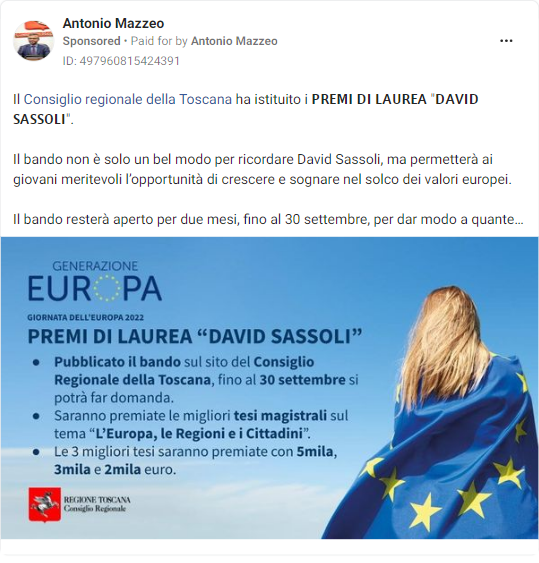 Antonio Mazzeo
Sponsored • Paid for by Antonio Mazzeo
ID: 497960815424391
Il Consiglio regionale della Toscana ha istituito i PREMI DI LAUREA "DAVID
SASSOLI".
Il bando non è solo un bel modo per ricordare David Sassoli, ma permetterà ai
giovani meritevoli l'opportunità di crescere e sognare nel solco dei valori europei.
Il bando resterà aperto per due mesi, fino al 30 settembre, per dar modo a quante...
GENERAZIONE
EUROPA
GIORNATA DELL'EUROPA 2022
PREMI DI LAUREA “DAVID SASSOLI”
• Pubblicato il bando sul sito del Consiglio
Regionale della Toscana, fino al 30 settembre si
potrà far domanda.
• Saranno premiate le migliori tesi magistrali sul
tema “L'Europa, le Regioni e i Cittadini”.
• Le 3 migliori tesi saranno premiate con 5mila,
3mila e 2mila euro.
REGIONE TOSCANA
Consiglio Regionale